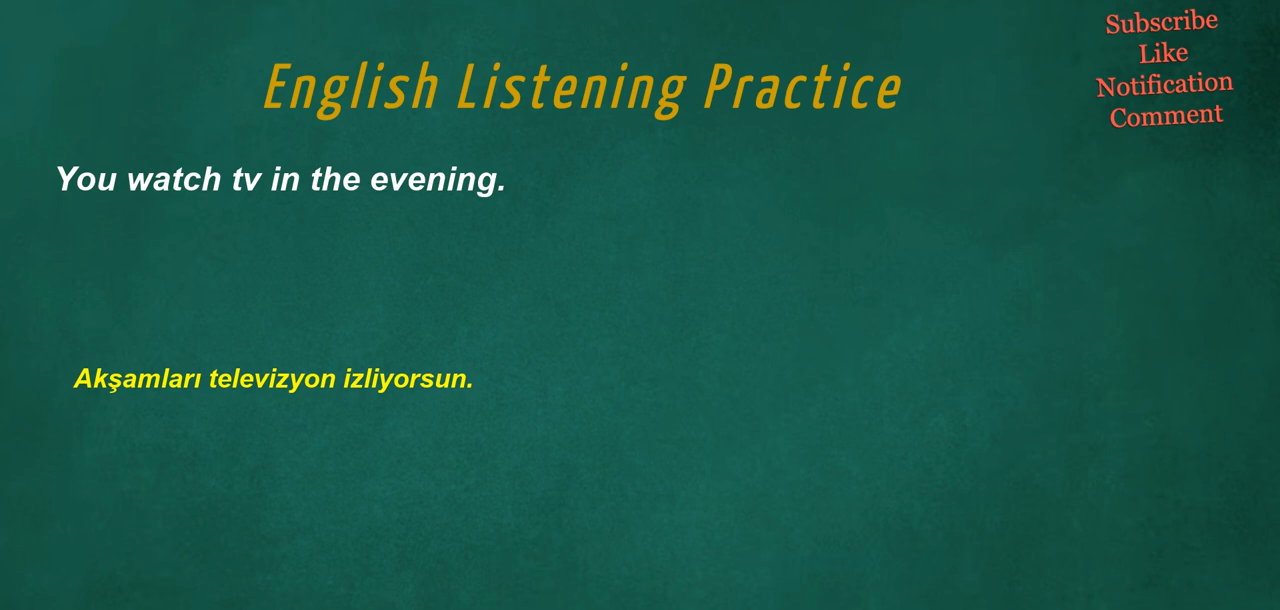 English Listening Practice
Subscribe
Like
Notification
Comment
You watch tv in the evening.
Akşamları televizyon izliyorsun.